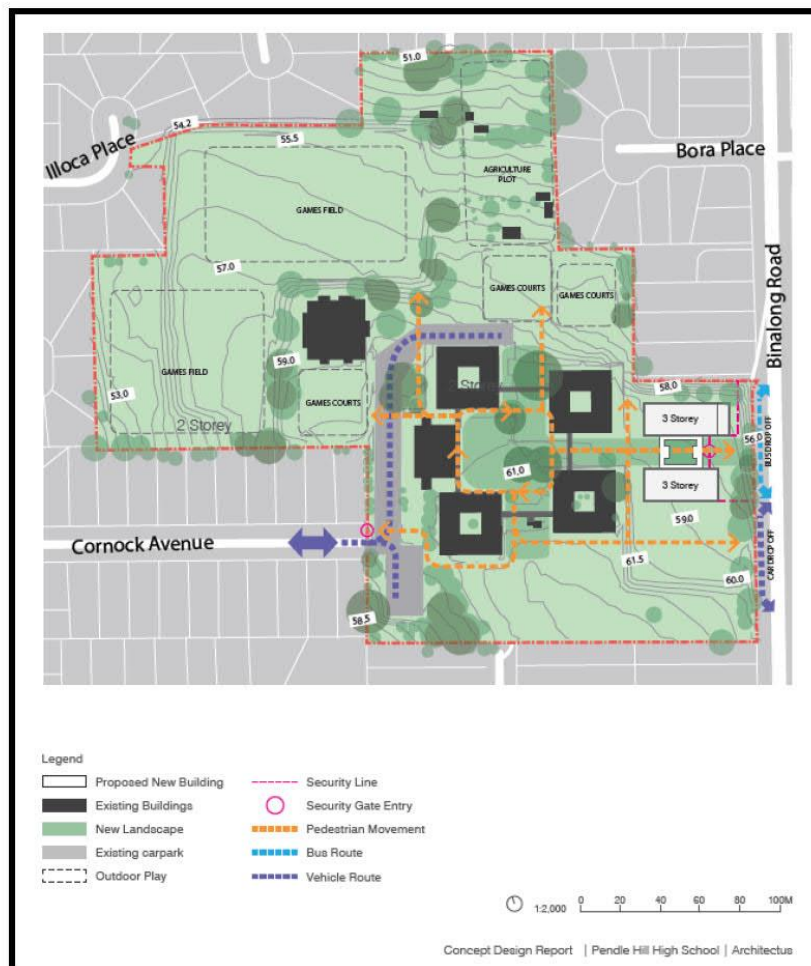 51.0
54.2
Illoca Place
55.5
Bora Place
AGRICULTURE
PLOT
GAMES FIELD
57.0
GAMES COURTS
GAMES COURTS
Binalong Road
59.0
53.0
GAMES FIELD
GAMES COURTS
2 Storey
Storey
58.0
3 Storey
56.0
BUS DROP OFF
61.0
3 Storey
59.0
Cornock Avenue
61.5
60.0
CAR DROP OFF
58.5
Legend
Proposed New Building
Existing Buildings
New Landscape
Existing carpark
Outdoor Play
Security Line
Security Gate Entry
Pedestrian Movement
Bus Route
Vehicle Route
1:2,000 0 20 40 60 80 100M
Concept Design Report | Pendle Hill High School | Architectus